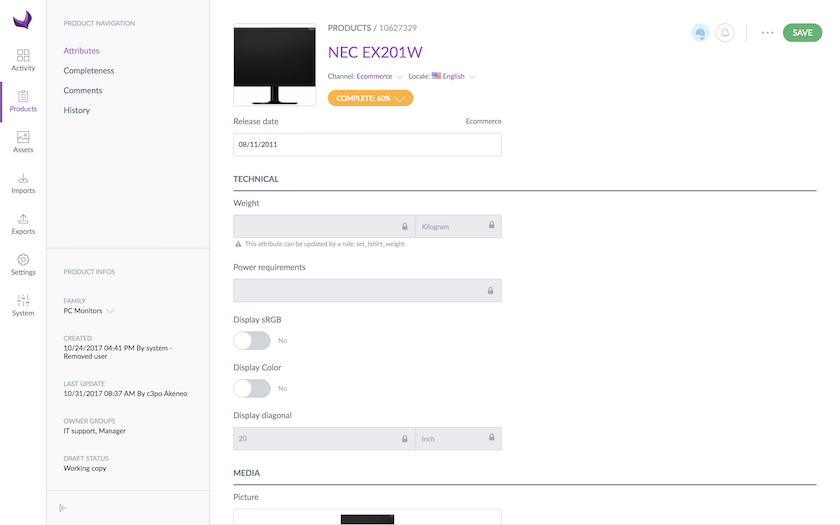 Activity
Products
Assets
Imports
Exports
Settings
System
PRODUCT NAVIGATION
Attributes
Completeness
Comments
History
PRODUCT INFOS
FAMILY
PC Monitors
CREATED
10/24/2017 04:41 PM By system -
Removed user
LAST UPDATE
10/31/2017 08:37 AM By c3po Akeneo
OWNER GROUPS
IT support, Manager
DRAFT STATUS
Working copy
PRODUCTS / 10627329
SAVE
NEC EX201W
Channel: Ecommerce Locale: English
COMPLETE: 60%
Release date Ecommerce
08/11/2011
TECHNICAL
Weight
Kilogram
This attribute can be updated by a rule: set_tshirt_weight
Power requirements
Display sRGB
No
Display Color
No
Display diagonal
20 Inch
MEDIA
Picture